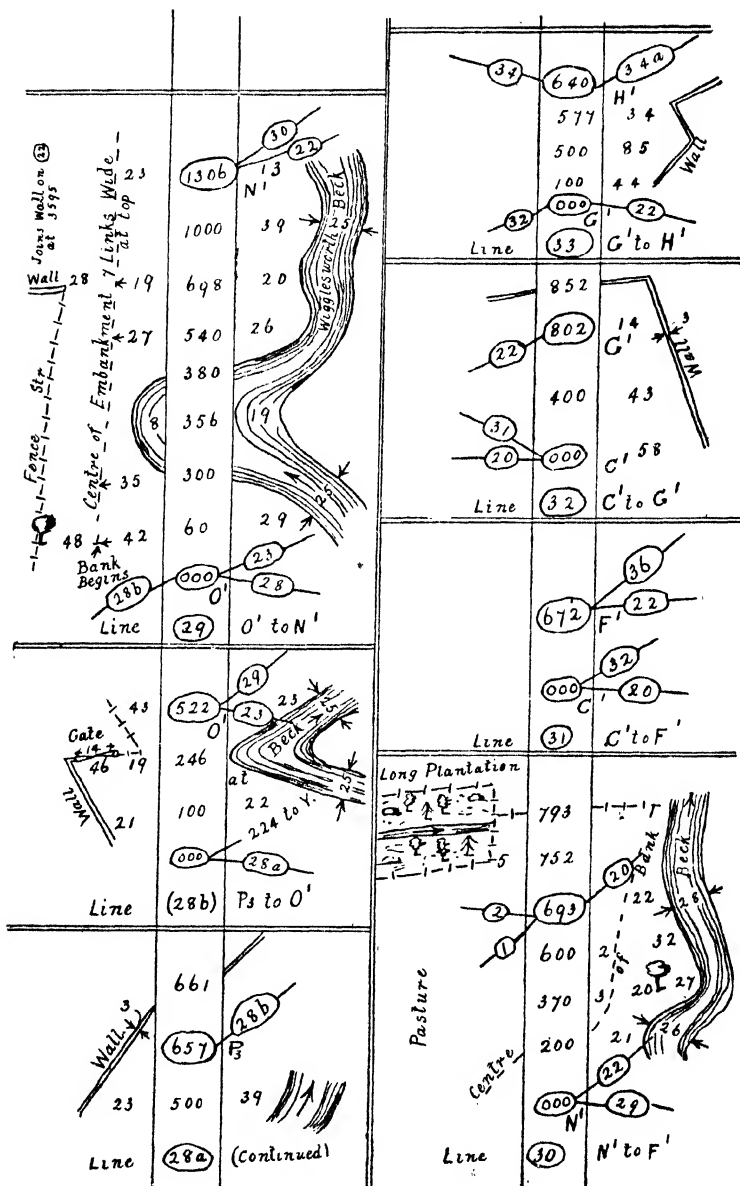 30
22
23 1306 13
N'
1000 39 25
Wigglesworth Beck
Joins Wall on 22
at 3595
Wall 28 19 698 20
Centre of Embankment 7 Links Wide
at top
27 540 26
380
Fence Str
8 356 19
35 300
25
48 42 60 29
Bank
Begins
28b 000 23
O' 28
Line 29 O' to N'
29
43 522 23 23
O' 25
Gate
14
46 19 246 Beck
at
Wall
21 100 22 25
224 to Y.
000 28a
Line (28b) P3 to O'
661
3
Wall 28b
657 P3
23 500 39
Line 28a (Continued)
34 640 34a
H'
577 34
500 85
Wall
100 44
32 000 G' 22
Line 33 G' to H'
852
802 14 3
22 G' Wall
400 43
31
20 000 C' 58
Line 32 C' to G'
36
672 F' 22
32
000 C' 20
Line 31 C' to F'
Long Plantation
793
5 752
Centre of Bank
Beck
20
2 693 22 28
1
600 2 32
Pasture
370 3 20 27
200 21 26
22
000 N' 29
Line 30 N' to F'